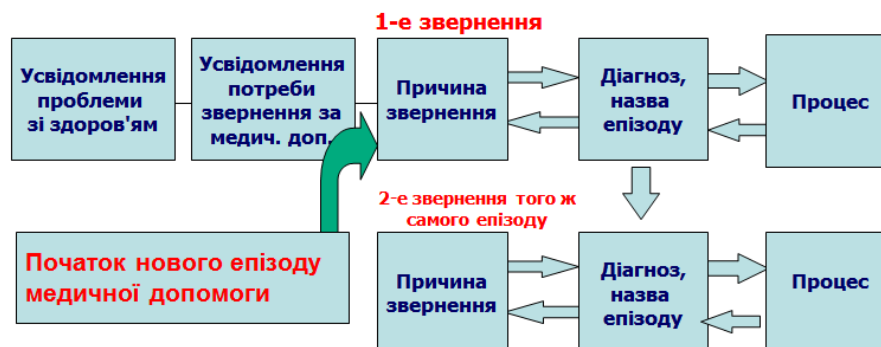 1-е звернення
Усвідомлення
проблеми
зі здоров'ям
Усвідомлення
потреби
звернення за
медич. доп.
Причина
звернення
Діагноз,
назва
епізоду
Процес
2-е звернення того ж
самого епізоду
Початок нового епізоду
медичної допомоги
Причина
звернення
Діагноз,
назва
епізоду
Процес